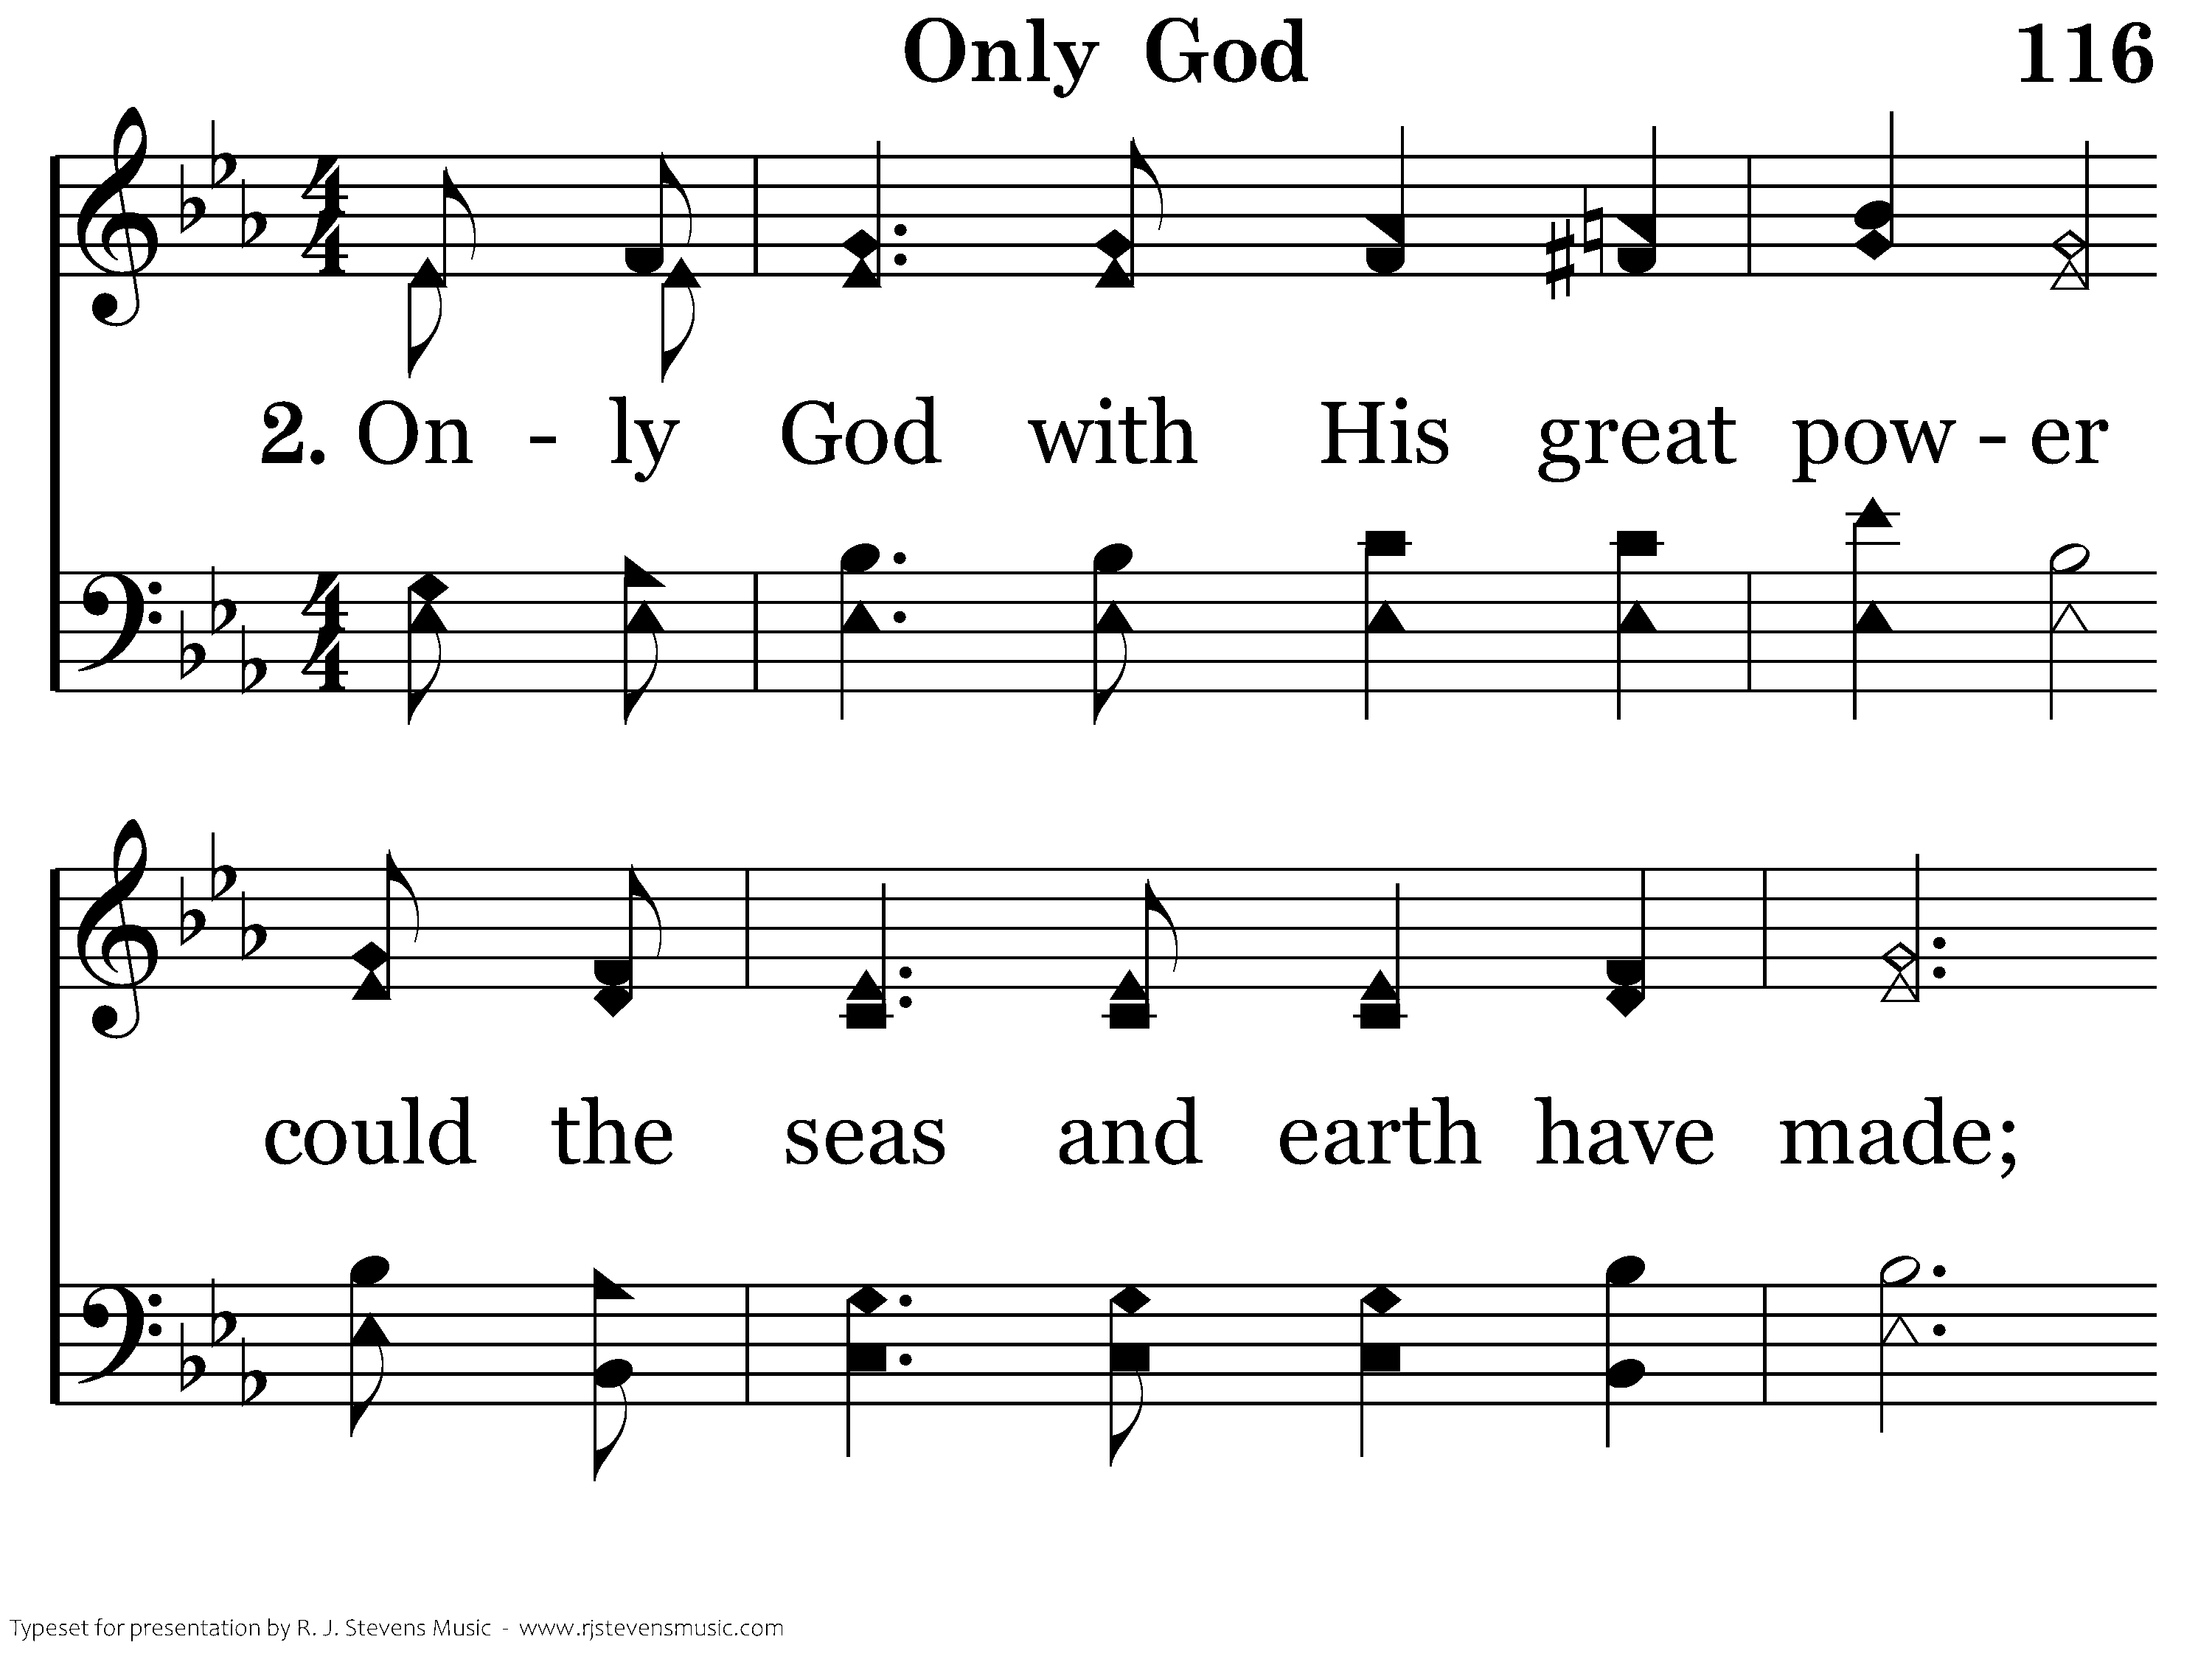 Only God 116
2. On - ly God with His great pow - er
could the seas and earth have made;
Typeset for presentation by R. J. Stevens Music - www.rjstevensmusic.com